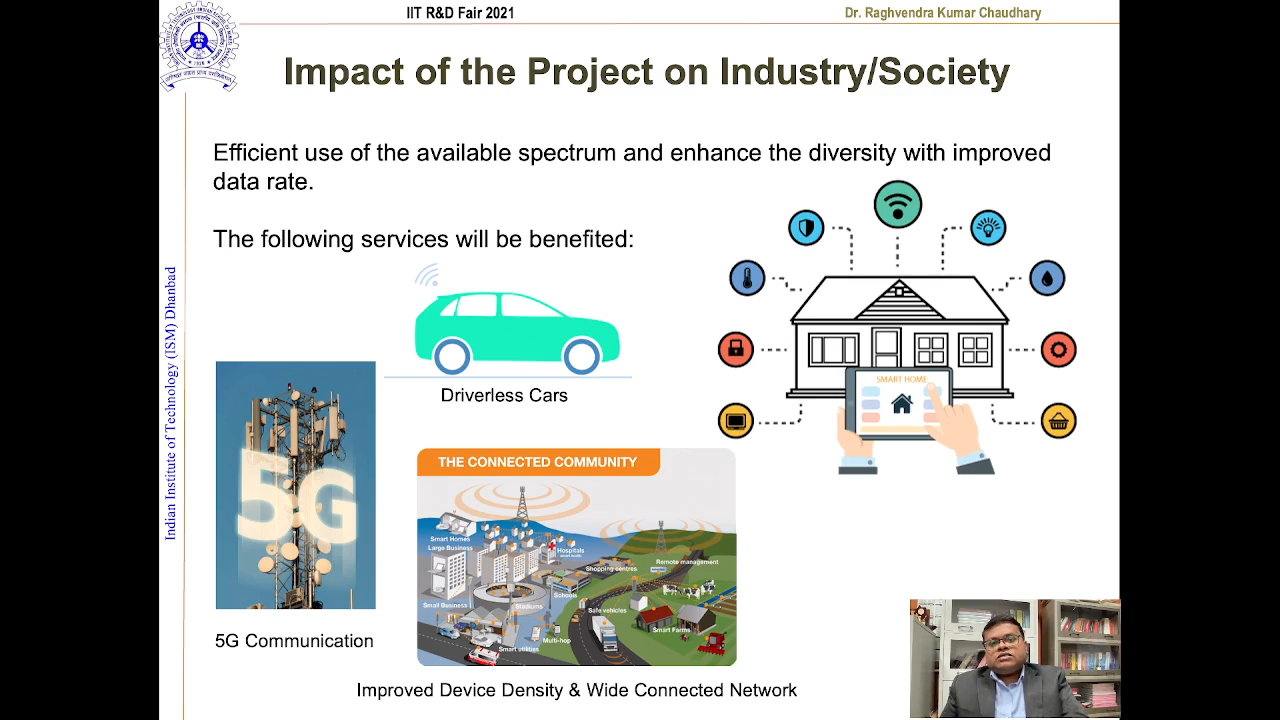 IIT R&D Fair 2021
Dr. Raghvendra Kumar Chaudhary
Impact of the Project on Industry/Society
Indian Institute of Technology (ISM) Dhanbad
Efficient use of the available spectrum and enhance the diversity with improved
data rate.
The following services will be benefited:
Driverless Cars
SMART HOME
5G
5G Communication
THE CONNECTED COMMUNITY
Smart Homes
Large Business
Hospitals
Shopping centres
Remote management
Schools
Small Business
Stadiums
Safe vehicles
Multi-hop
Smart utilities
Smart Farms
Improved Device Density & Wide Connected Network